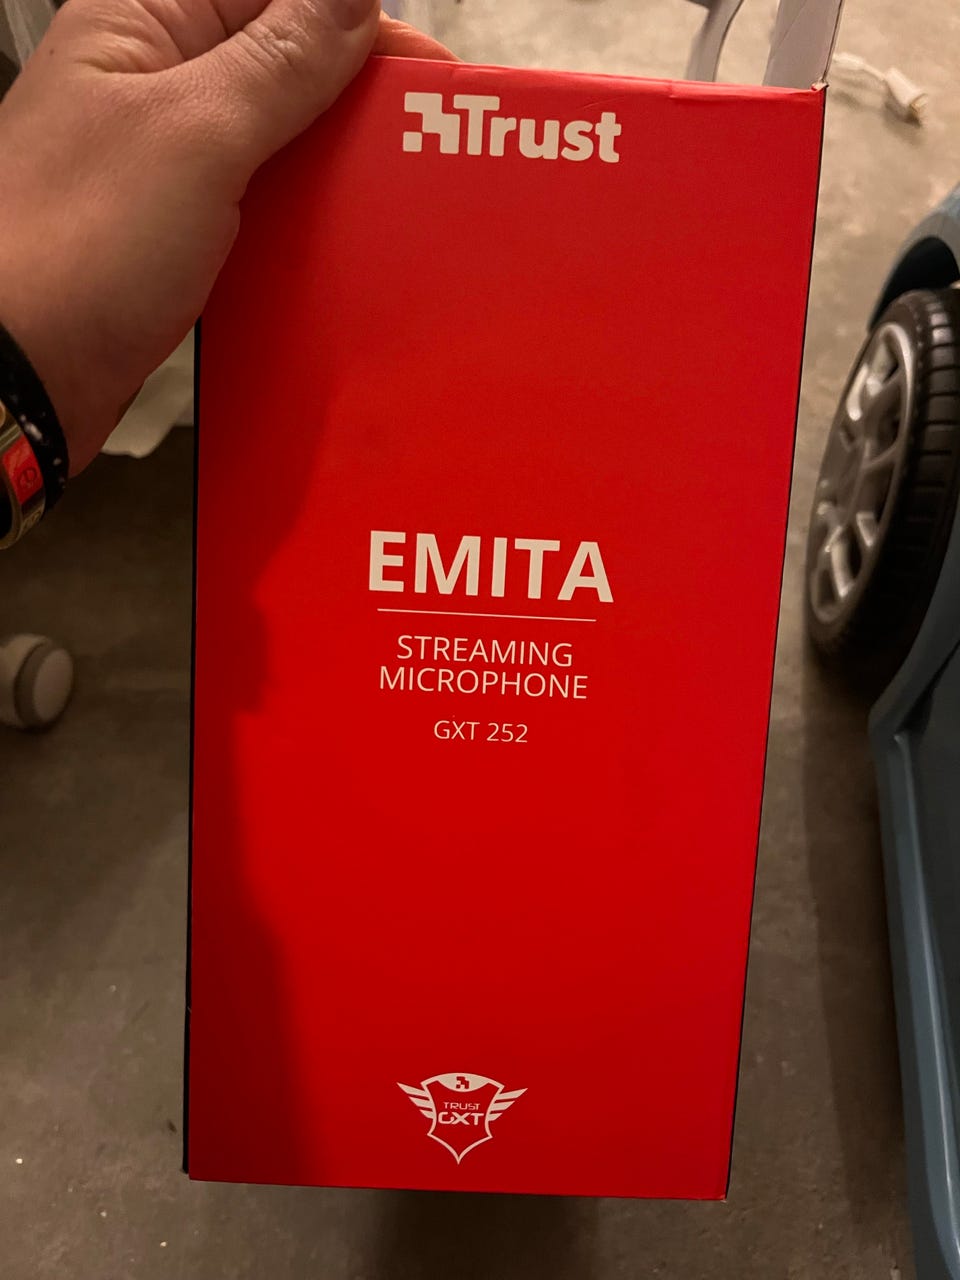 Trust
EMITA
STREAMING
MICROPHONE
GXT 252
TRUST
GXT